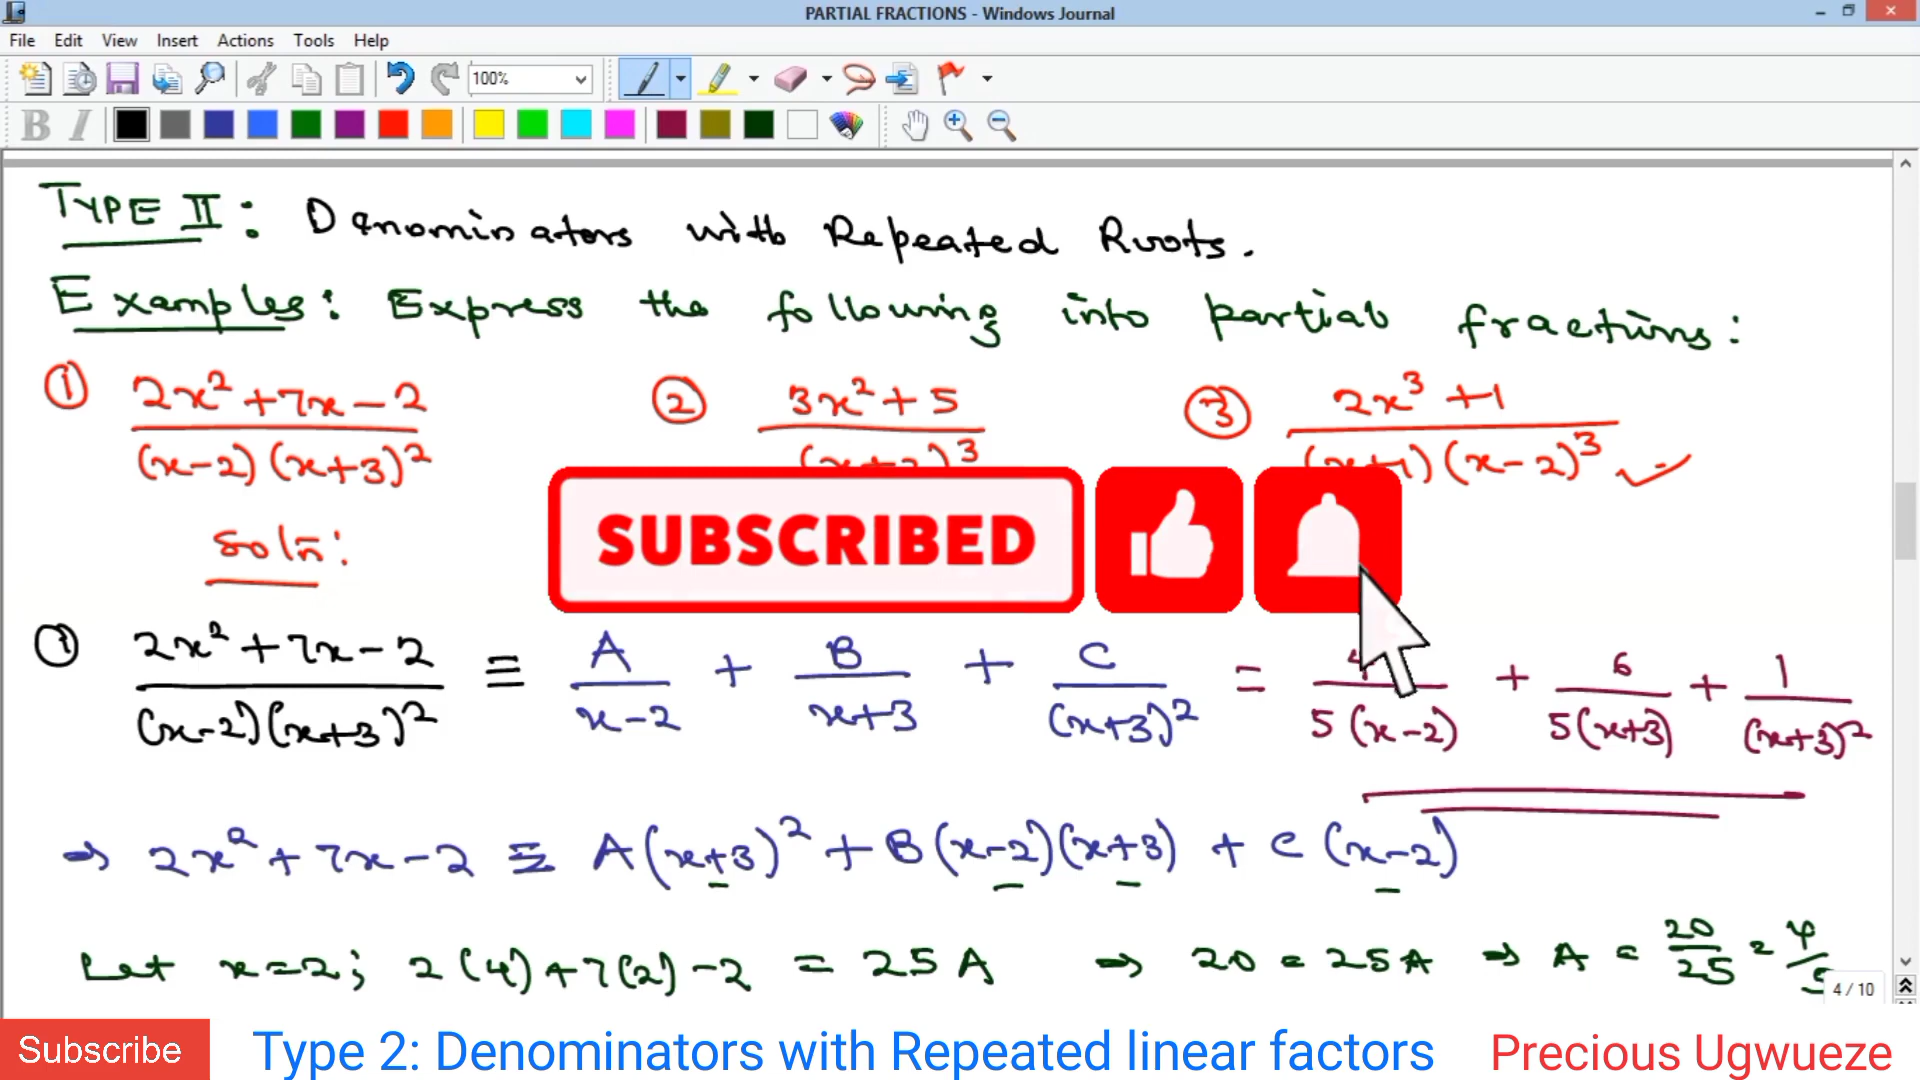 PARTIAL FRACTIONS - Windows Journal
File Edit View Insert Actions Tools Help
100%
B I
TYPE II: Denominators with Repeated Roots.
Examples: Express the following into partial fractions:
① 2x² + 7x - 2 / (x-2)(x+3)² ② 3x² + 5 / )³ ③ 2x³ + 1 / (x+1)(x-2)³ ✓
SUBSCRIBED
soln:
① 2x² + 7x - 2 / (x-2)(x+3)² ≡ A / x-2 + B / x+3 + C / (x+3)² = 4 / 5(x-2) + 6 / 5(x+3) + 1 / (x+3)²
⇒ 2x² + 7x - 2 ≡ A(x+3)² + B(x-2)(x+3) + C(x-2)
Let x=2; 2(4)+7(2)-2 = 25A ⇒ 20 = 25A ⇒ A = 20/25 = 4/5
4 / 10
Subscribe Type 2: Denominators with Repeated linear factors Precious Ugwueze